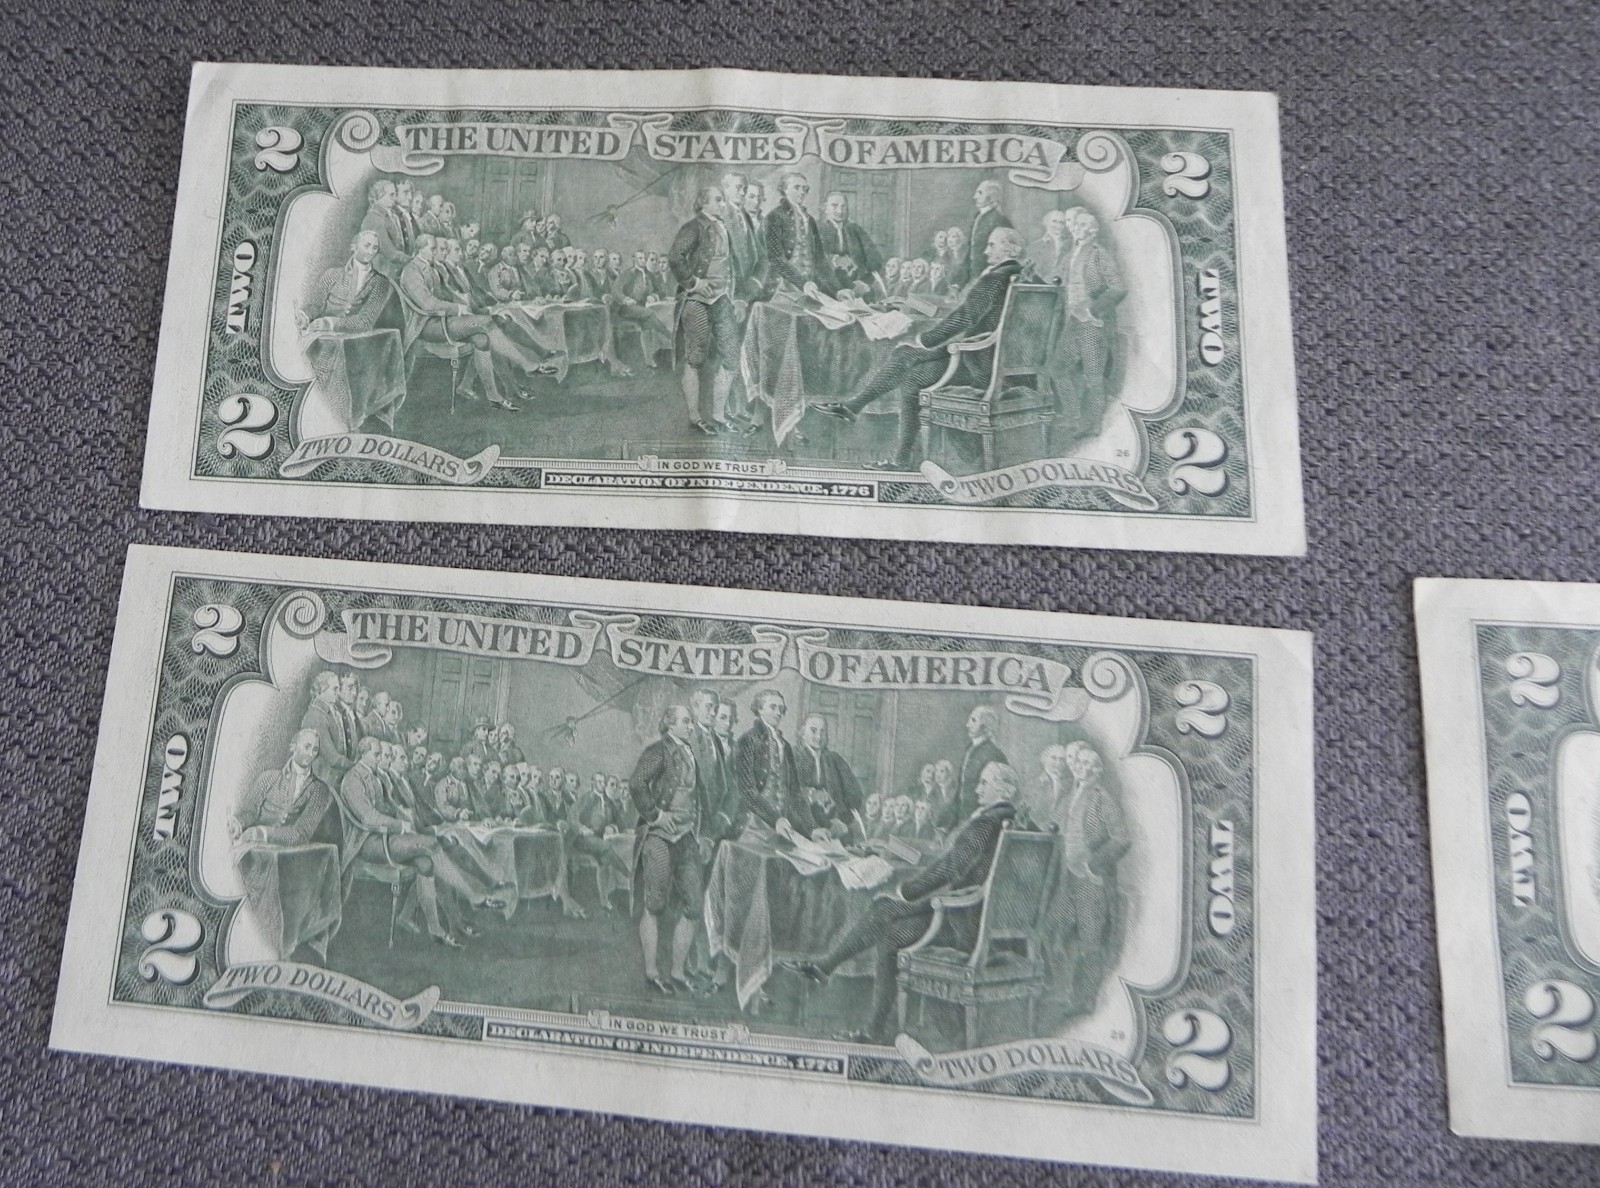 2 THE UNITED STATES OF AMERICA 2
TWO TWO
2 TWO DOLLARS IN GOD WE TRUST TWO DOLLARS 26 2
DECLARATION OF INDEPENDENCE, 1776
2 THE UNITED STATES OF AMERICA 2
TWO TWO
2 TWO DOLLARS IN GOD WE TRUST TWO DOLLARS 2
DECLARATION OF INDEPENDENCE, 1776
2
TWO
2